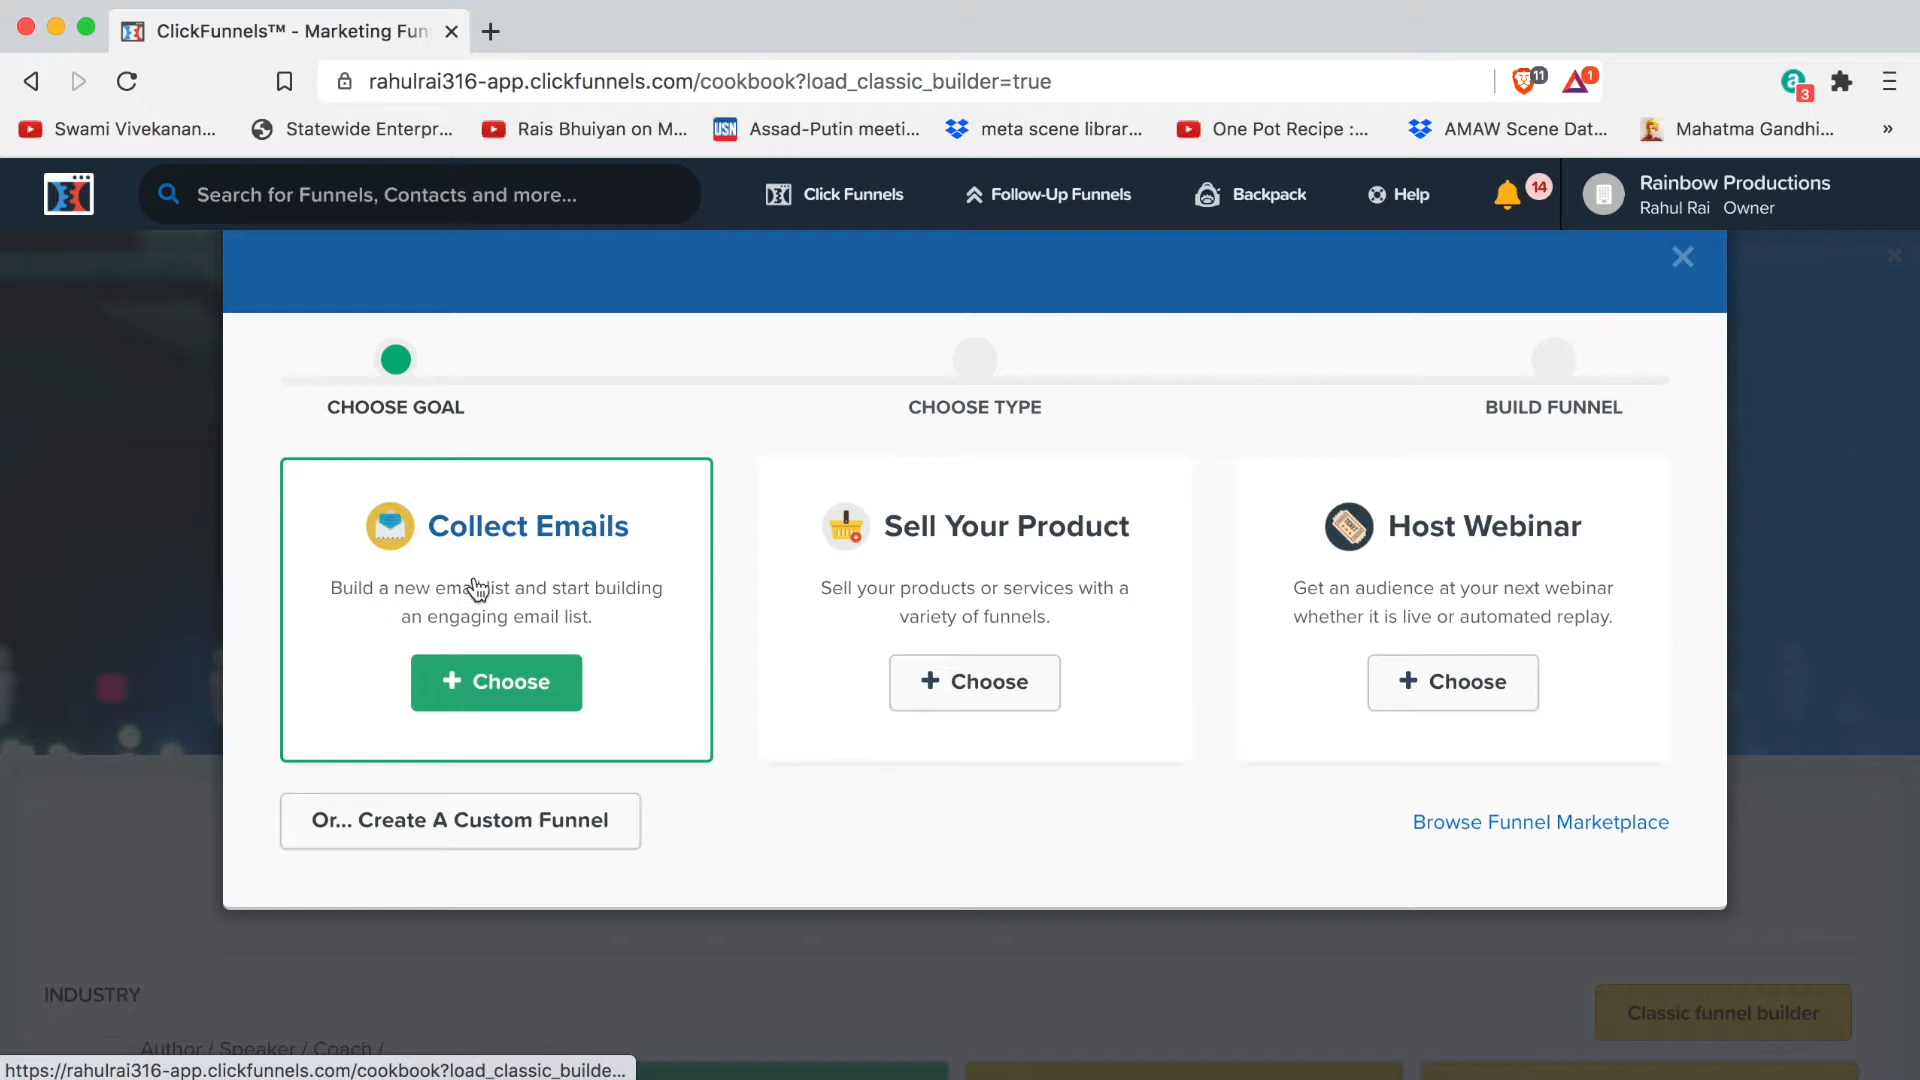 ClickFunnels™ - Marketing Fun
rahulrai316-app.clickfunnels.com/cookbook?load_classic_builder=true
11
1
3
Swami Vivekanan...
Statewide Enterpr...
Rais Bhuiyan on M...
USN
Assad-Putin meeti...
meta scene librar...
One Pot Recipe :...
AMAW Scene Dat...
Mahatma Gandhi...
»
Search for Funnels, Contacts and more...
Click Funnels
Follow-Up Funnels
Backpack
Help
14
Rainbow Productions
Rahul Rai Owner
CHOOSE GOAL
CHOOSE TYPE
BUILD FUNNEL
Collect Emails
Build a new ema list and start building
an engaging email list.
+ Choose
Sell Your Product
Sell your products or services with a
variety of funnels.
+ Choose
Host Webinar
Get an audience at your next webinar
whether it is live or automated replay.
+ Choose
Or... Create A Custom Funnel
Browse Funnel Marketplace
INDUSTRY
Classic funnel builder
Author / Speaker / Coach /
https://rahulrai316-app.clickfunnels.com/cookbook?load_classic_builde...